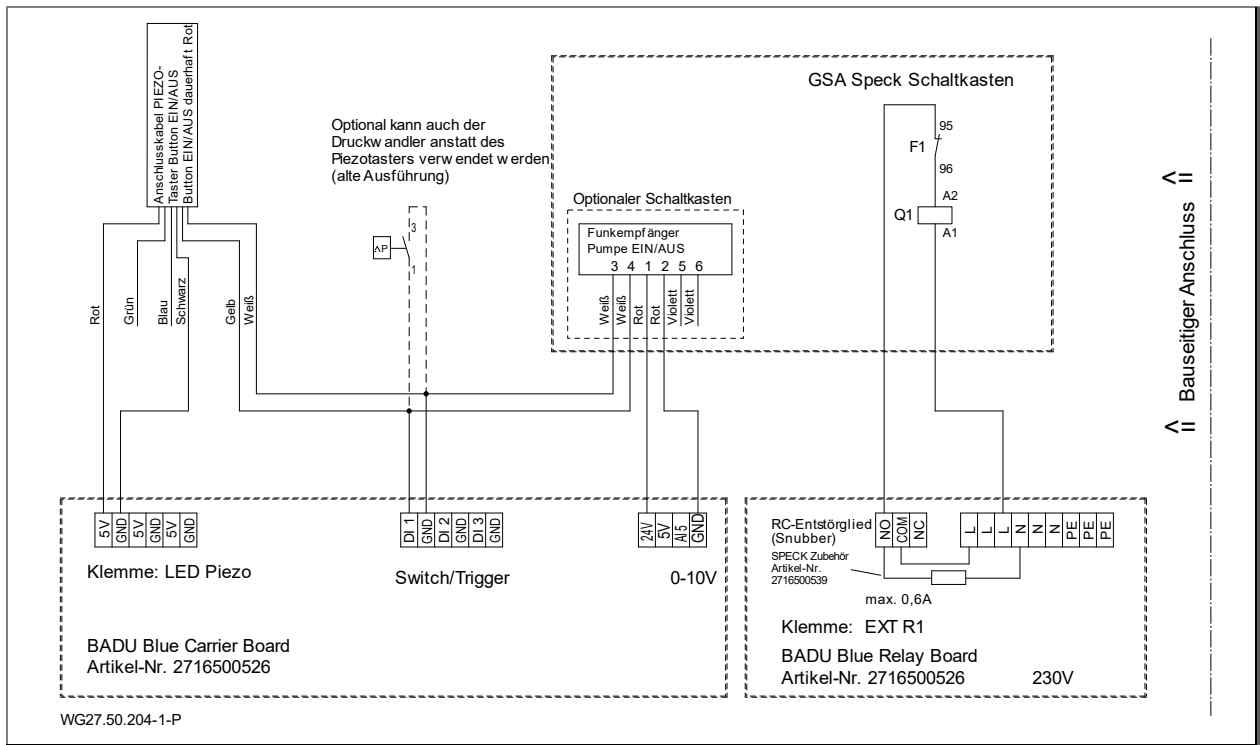 Anschlusskabel PIEZO-
Taster Button EIN/AUS
Button EIN/AUS dauerhaft Rot
Rot
Grün
Blau
Schwarz
Gelb
Weiß
Optional kann auch der
Druckwandler anstatt des
Piezotasters verwendet werden
(alte Ausführung)
3
1
GSA Speck Schaltkasten
Optionaler Schaltkasten
Funkempfänger
Pumpe EIN/AUS
3 4 1 2 5 6
Weiß
Weiß
Rot
Rot
Violett
Violett
95
F1
96
A2
Q1
A1
Bauseitiger Anschluss
5V
GND
5V
GND
5V
GND
Klemme: LED Piezo
DI 1
GND
DI 2
GND
DI 3
GND
Switch/Trigger
24V
5V
AI 5
GND
0-10V
BADU Blue Carrier Board
Artikel-Nr. 2716500526
RC-Entstörglied
(Snubber)
SPECK Zubehör
Artikel-Nr.
2716500539
NO
COM
NC
L
L
L
N
N
N
PE
PE
PE
max. 0,6A
Klemme: EXT R1
BADU Blue Relay Board
Artikel-Nr. 2716500526 230V
WG27.50.204-1-P